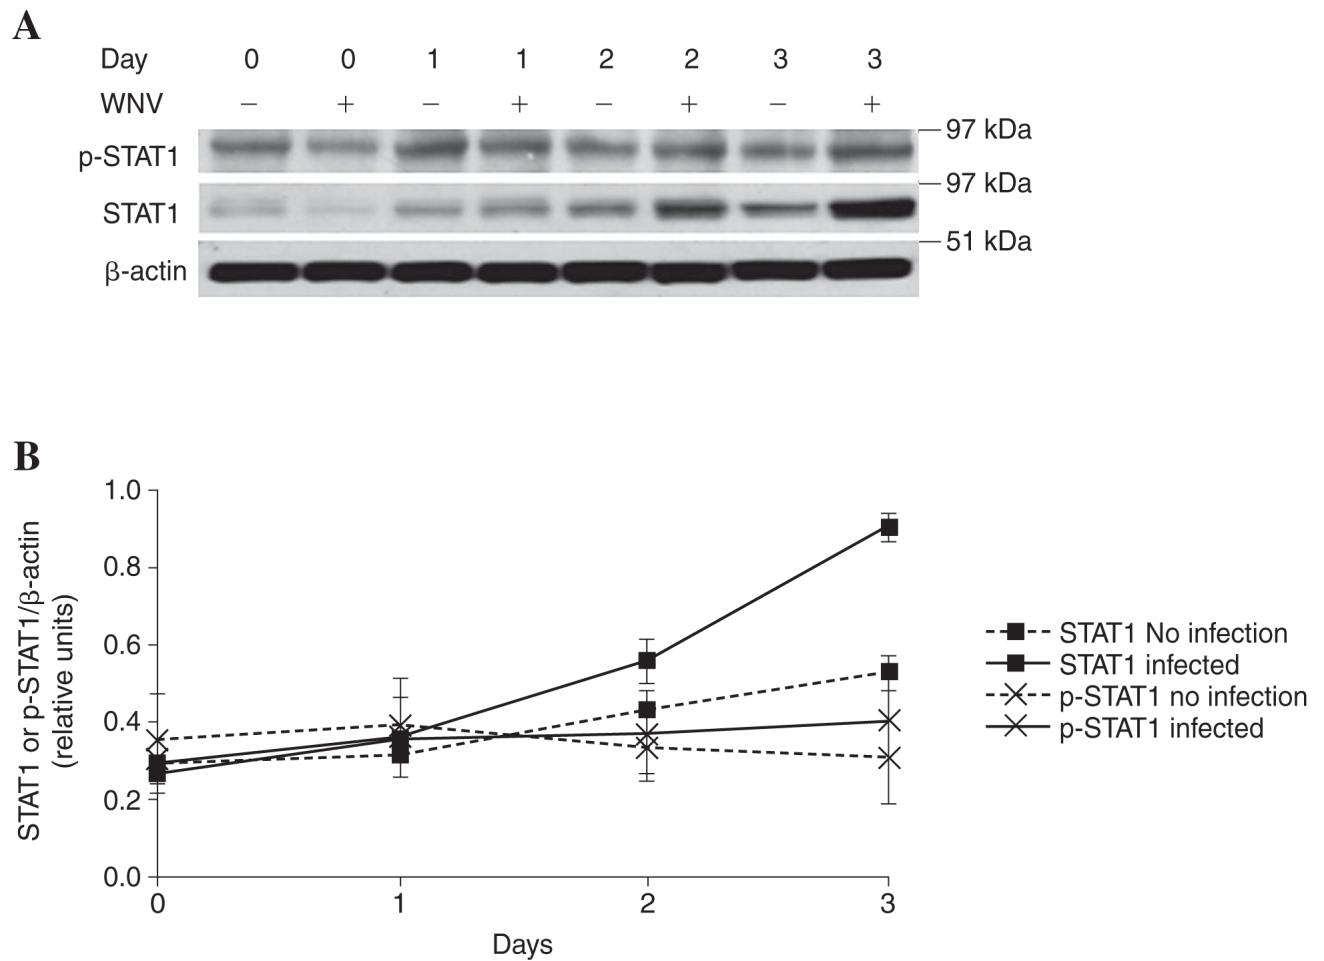 A
Day 0 0 1 1 2 2 3 3
WNV − + − + − + − +
p-STAT1
97 kDa
STAT1
97 kDa
β-actin
51 kDa
B
STAT1 or p-STAT1/β-actin
(relative units)
1.0
0.8
0.6
0.4
0.2
0.0
0 1 2 3
Days
STAT1 No infection
STAT1 infected
p-STAT1 no infection
p-STAT1 infected